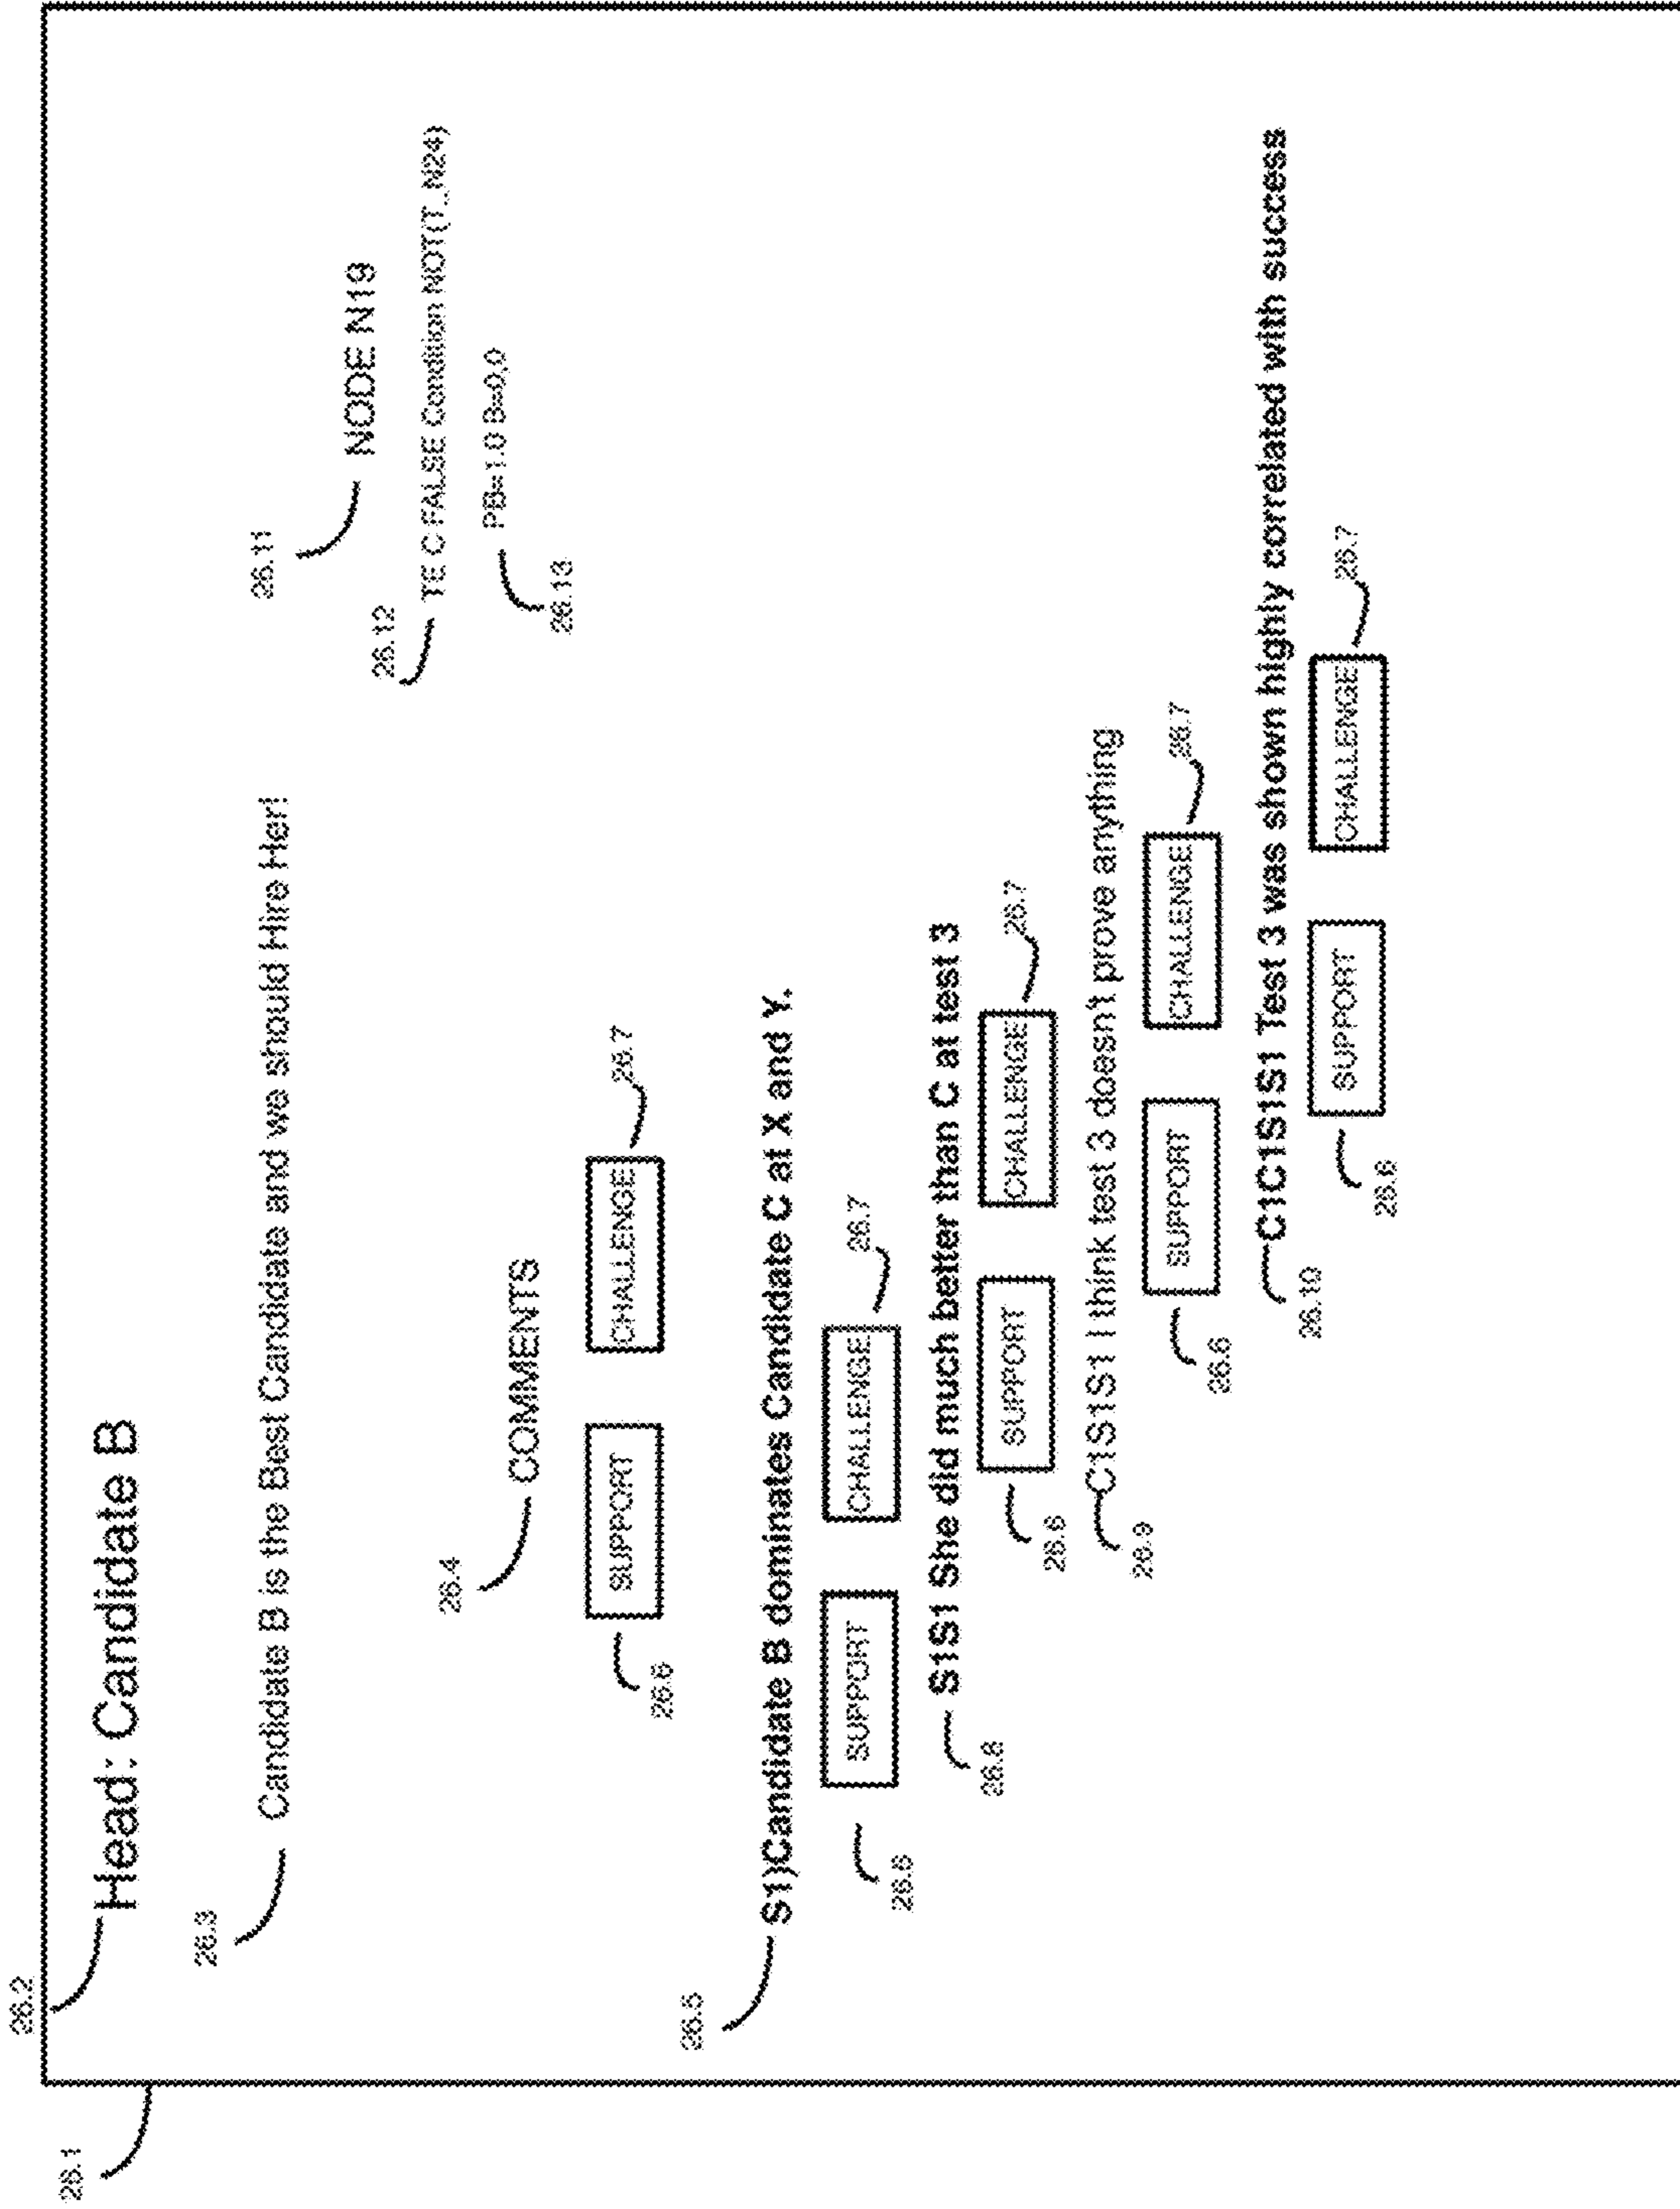 26.1
26.2
Head: Candidate B
26.3
Candidate B is the Best Candidate and we should Hire Her!
26.11
NODE N19
26.12
TE C FALSE Condition NOT(T_N24)
PB=1.0 B=0.0
26.13
26.4
COMMENTS
26.6
SUPPORT
CHALLENGE
26.7
26.5
S1)Candidate B dominates Candidate C at X and Y.
26.6
SUPPORT
CHALLENGE
26.7
26.8
S1S1 She did much better than C at test 3
26.6
SUPPORT
CHALLENGE
26.7
26.9
C1S1S1 I think test 3 doesn't prove anything
26.6
SUPPORT
CHALLENGE
26.7
26.10
C1C1S1S1 Test 3 was shown highly correlated with success
26.6
SUPPORT
CHALLENGE
26.7